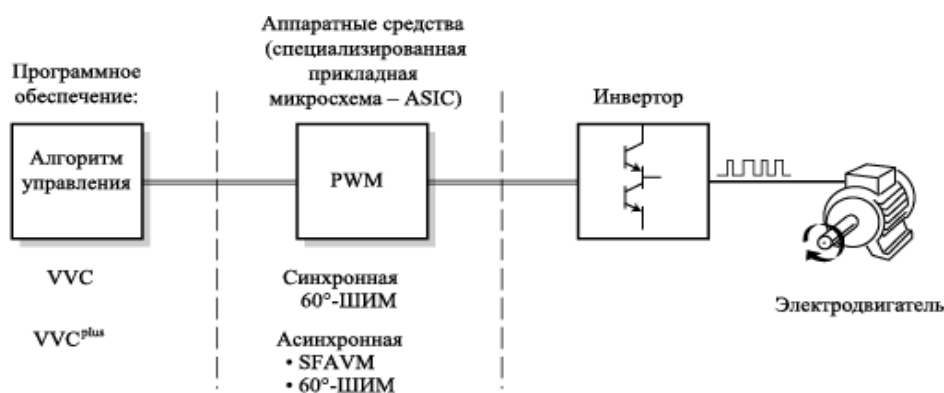 Программное
обеспечение:
Алгоритм
управления
VVC
VVCplus
Аппаратные средства
(специализированная
прикладная
микросхема – ASIC)
PWM
Синхронная
60°-ШИМ
Асинхронная
• SFAVM
• 60°-ШИМ
Инвертор
Электродвигатель